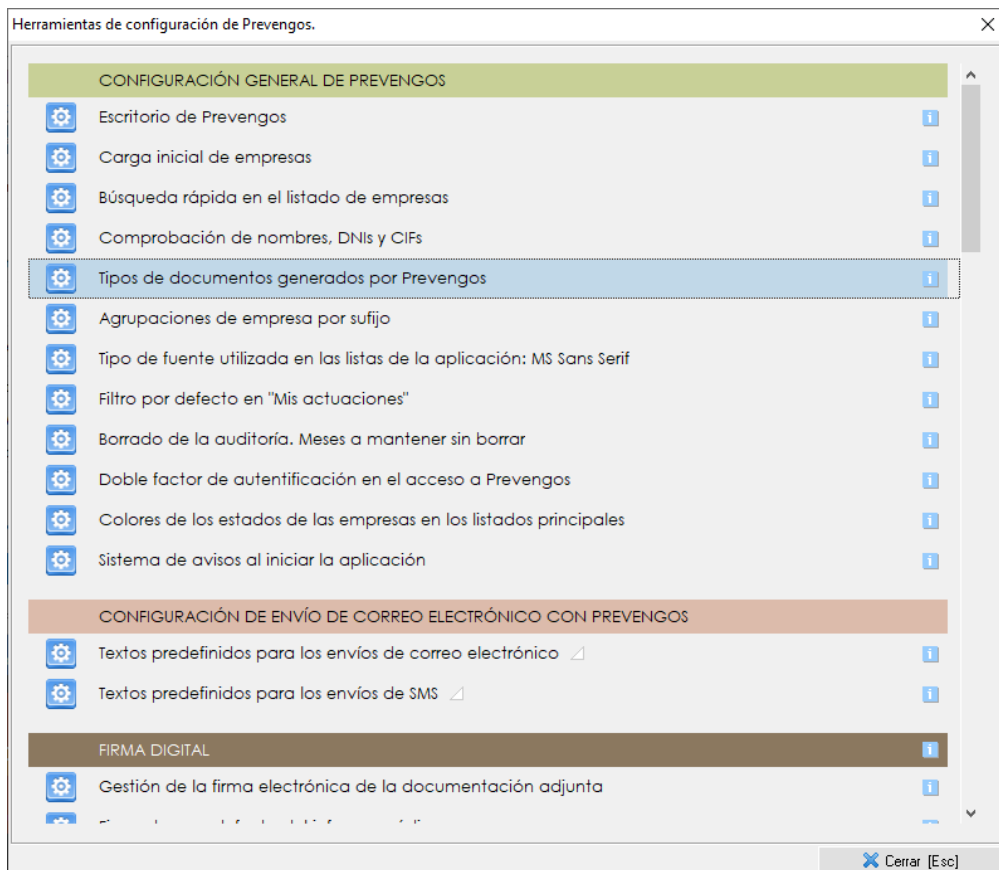 Herramientas de configuración de Prevengos.
CONFIGURACIÓN GENERAL DE PREVENGOS
Escritorio de Prevengos
Carga inicial de empresas
Búsqueda rápida en el listado de empresas
Comprobación de nombres, DNIs y CIFs
Tipos de documentos generados por Prevengos
Agrupaciones de empresa por sufijo
Tipo de fuente utilizada en las listas de la aplicación: MS Sans Serif
Filtro por defecto en "Mis actuaciones"
Borrado de la auditoría. Meses a mantener sin borrar
Doble factor de autentificación en el acceso a Prevengos
Colores de los estados de las empresas en los listados principales
Sistema de avisos al iniciar la aplicación
CONFIGURACIÓN DE ENVÍO DE CORREO ELECTRÓNICO CON PREVENGOS
Textos predefinidos para los envíos de correo electrónico
Textos predefinidos para los envíos de SMS
FIRMA DIGITAL
Gestión de la firma electrónica de la documentación adjunta
Cerrar [Esc]